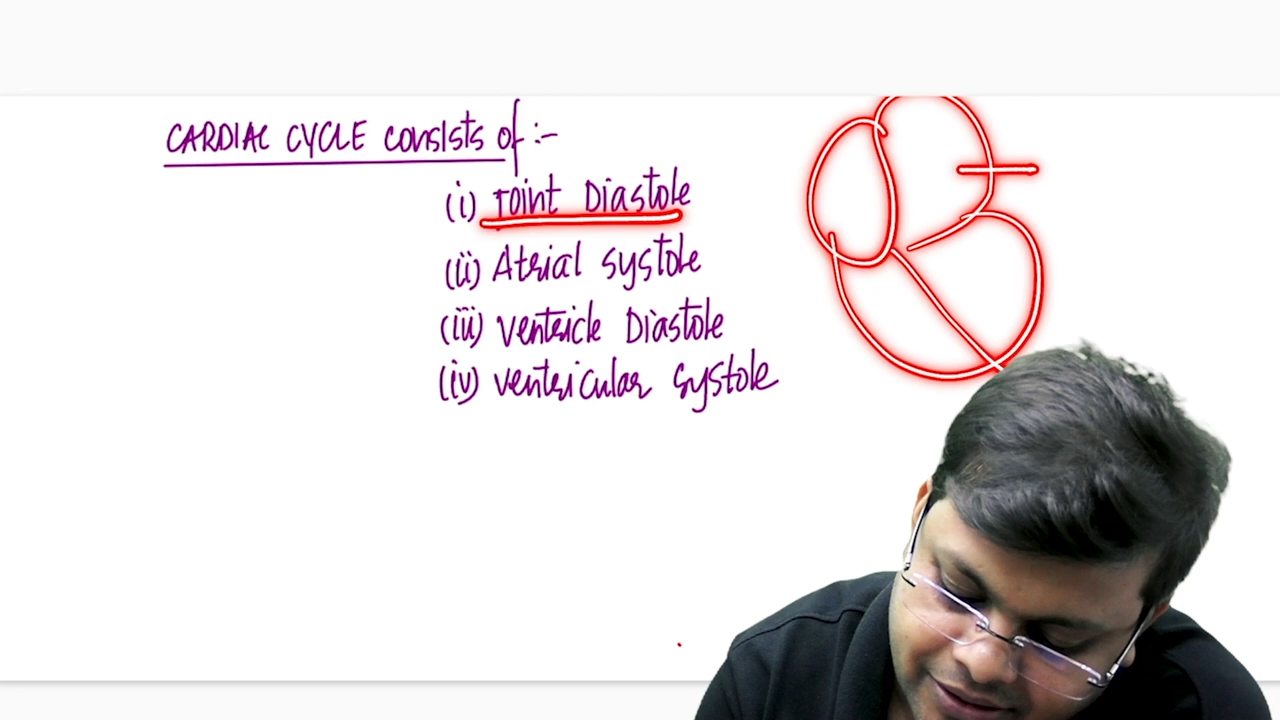 CARDIAC CYCLE consists of :-
(i) Joint Diastole
(ii) Atrial systole
(iii) ventricle Diastole
(iv) ventricular systole